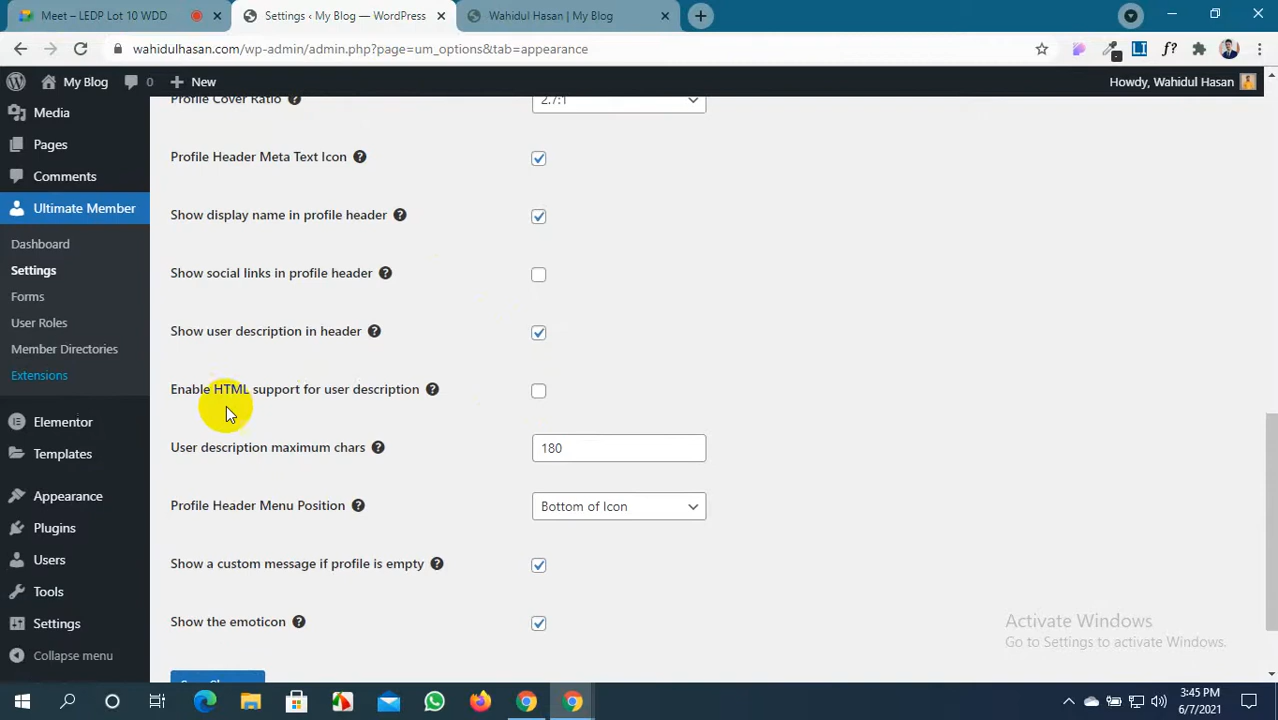 Meet – LEDP Lot 10 WDD
Settings ‹ My Blog — WordPress
Wahidul Hasan | My Blog
wahidulhasan.com/wp-admin/admin.php?page=um_options&tab=appearance
My Blog
0
New
Howdy, Wahidul Hasan
Media
Pages
Comments
Ultimate Member
Dashboard
Settings
Forms
User Roles
Member Directories
Extensions
Elementor
Templates
Appearance
Plugins
Users
Tools
Settings
Collapse menu
Profile Cover Ratio
2.7:1
Profile Header Meta Text Icon
Show display name in profile header
Show social links in profile header
Show user description in header
Enable HTML support for user description
User description maximum chars
180
Profile Header Menu Position
Bottom of Icon
Show a custom message if profile is empty
Show the emoticon
Activate Windows
Go to Settings to activate Windows.
3:45 PM
6/7/2021